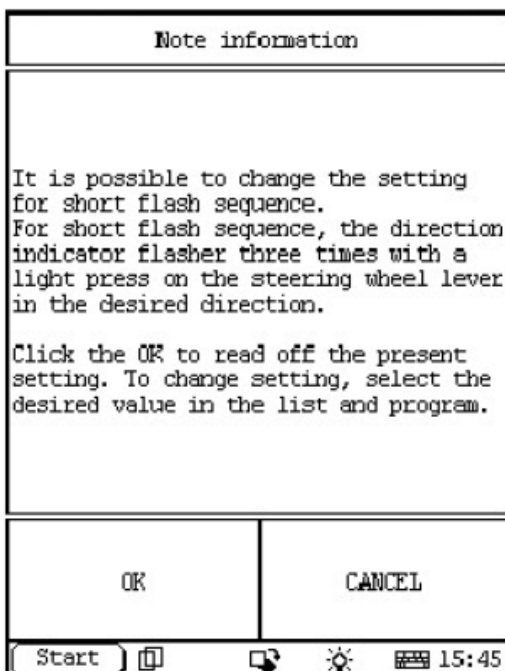 Note information
It is possible to change the setting
for short flash sequence.
For short flash sequence, the direction
indicator flasher three times with a
light press on the steering wheel lever
in the desired direction.
Click the OK to read off the present
setting. To change setting, select the
desired value in the list and program.
OK CANCEL
Start 15:45